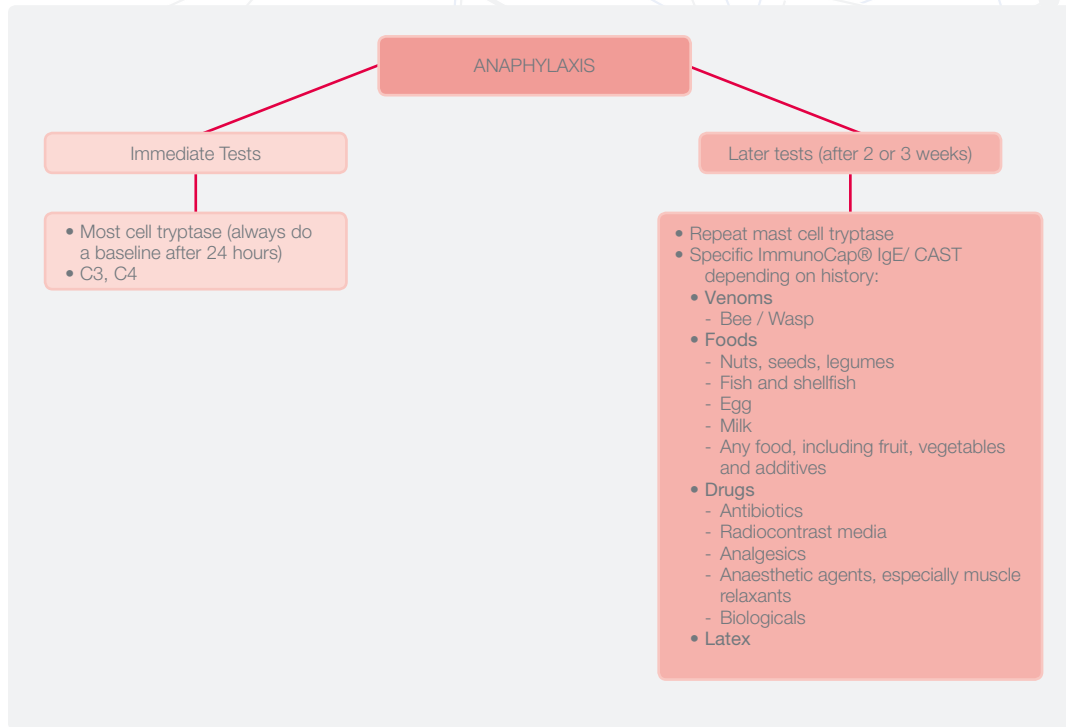 ANAPHYLAXIS
Immediate Tests
• Most cell tryptase (always do
a baseline after 24 hours)
• C3, C4
Later tests (after 2 or 3 weeks)
• Repeat mast cell tryptase
• Specific ImmunoCap® IgE/ CAST
depending on history:
• Venoms
- Bee / Wasp
• Foods
- Nuts, seeds, legumes
- Fish and shellfish
- Egg
- Milk
- Any food, including fruit, vegetables
and additives
• Drugs
- Antibiotics
- Radiocontrast media
- Analgesics
- Anaesthetic agents, especially muscle
relaxants
- Biologicals
• Latex